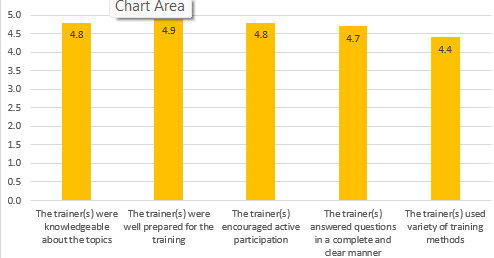 Chart Area
5.0
4.5
4.0
3.5
3.0
2.5
2.0
1.5
1.0
0.5
0.0
4.8
4.9
4.8
4.7
4.4
The trainer(s) were
knowledgeable
about the topics
The trainer(s) were
well prepared for the
training
The trainer(s)
encouraged active
participation
The trainer(s)
answered questions
in a complete and
clear manner
The trainer(s) used
variety of training
methods